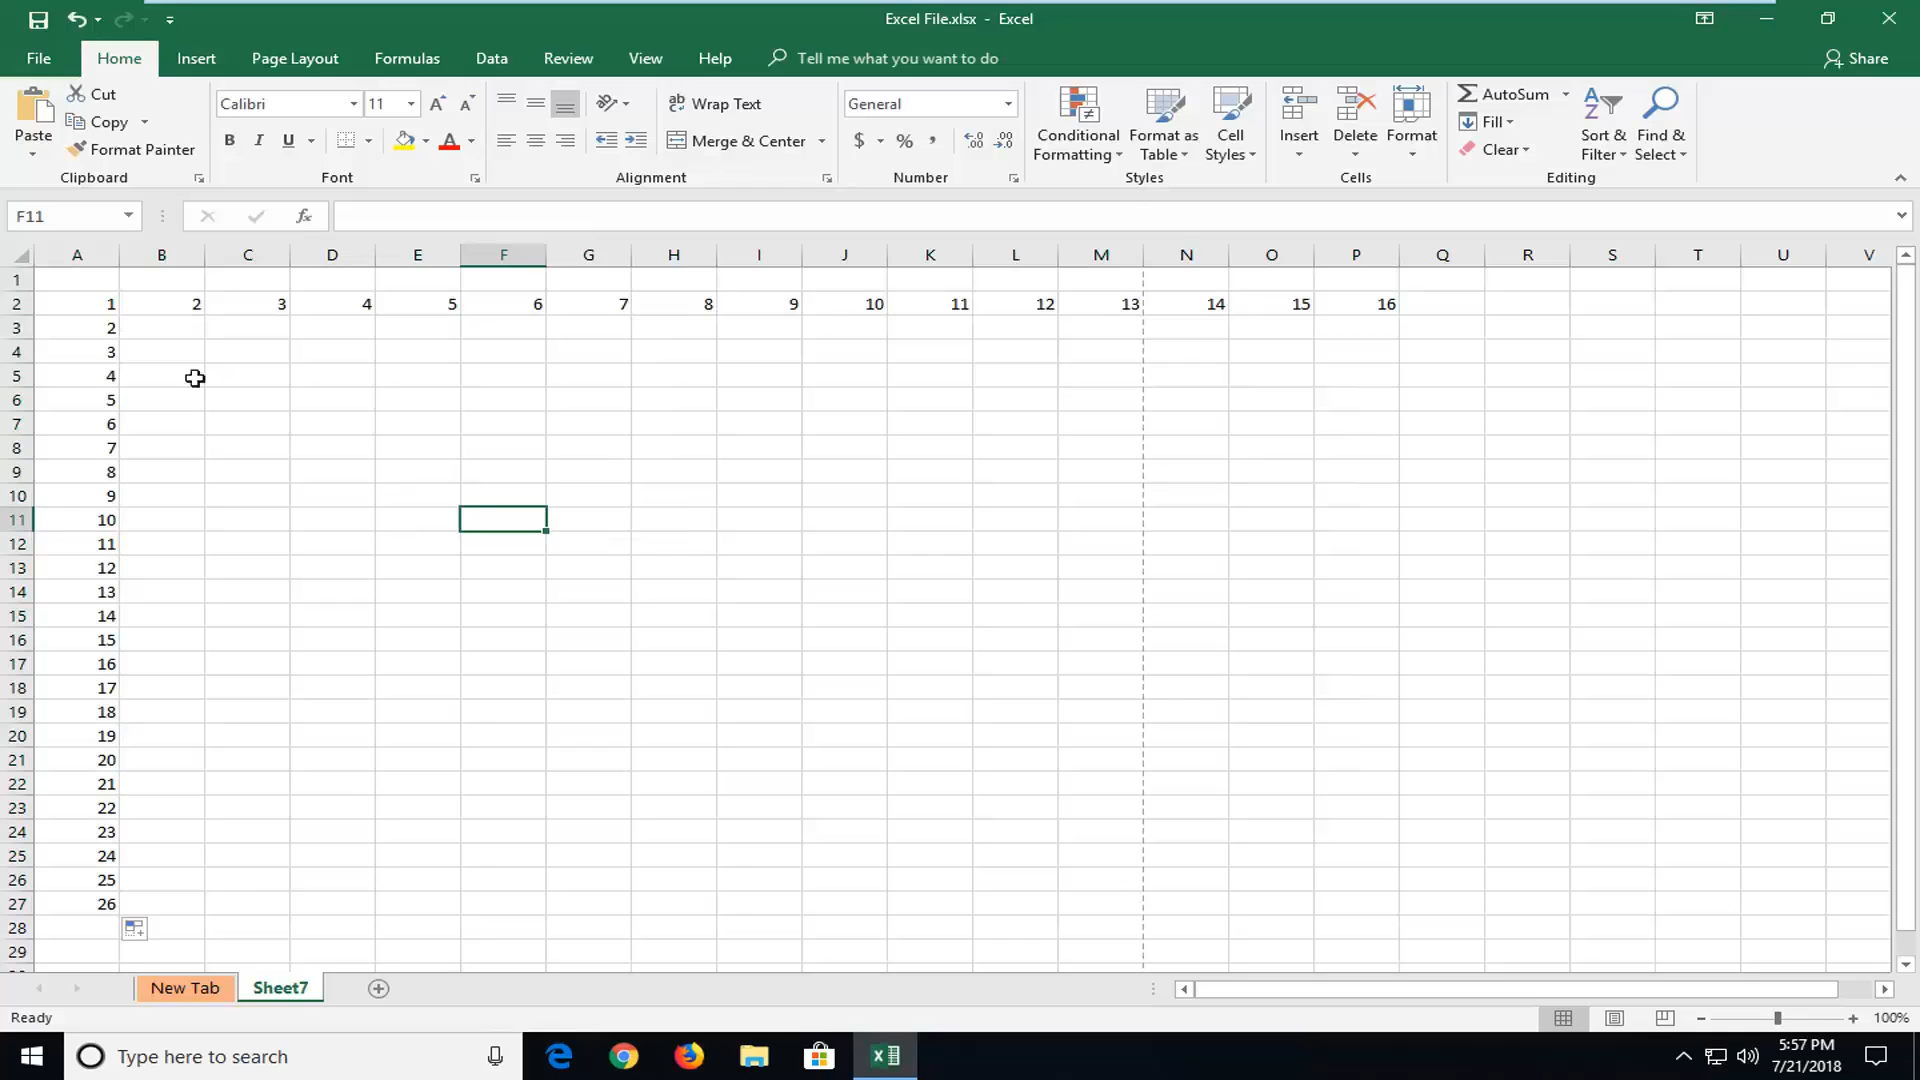 Excel File.xlsx - Excel
File Home Insert Page Layout Formulas Data Review View Help Tell me what you want to do Share
Paste Cut Copy Format Painter Clipboard
Calibri 11 B I U A Font
ab Wrap Text Merge & Center Alignment
General $ % , .00 .0 Number
Conditional Formatting Format as Table Cell Styles Styles
Insert Delete Format Cells
AutoSum Fill Clear Sort & Filter Find & Select Editing
F11 fx
A B C D E F G H I J K L M N O P Q R S T U V
1
2 1 2 3 4 5 6 7 8 9 10 11 12 13 14 15 16
3 2
4 3
5 4
6 5
7 6
8 7
9 8
10 9
11 10
12 11
13 12
14 13
15 14
16 15
17 16
18 17
19 18
20 19
21 20
22 21
23 22
24 23
25 24
26 25
27 26
28
29
New Tab Sheet7
Ready 100%
Type here to search 5:57 PM
7/21/2018